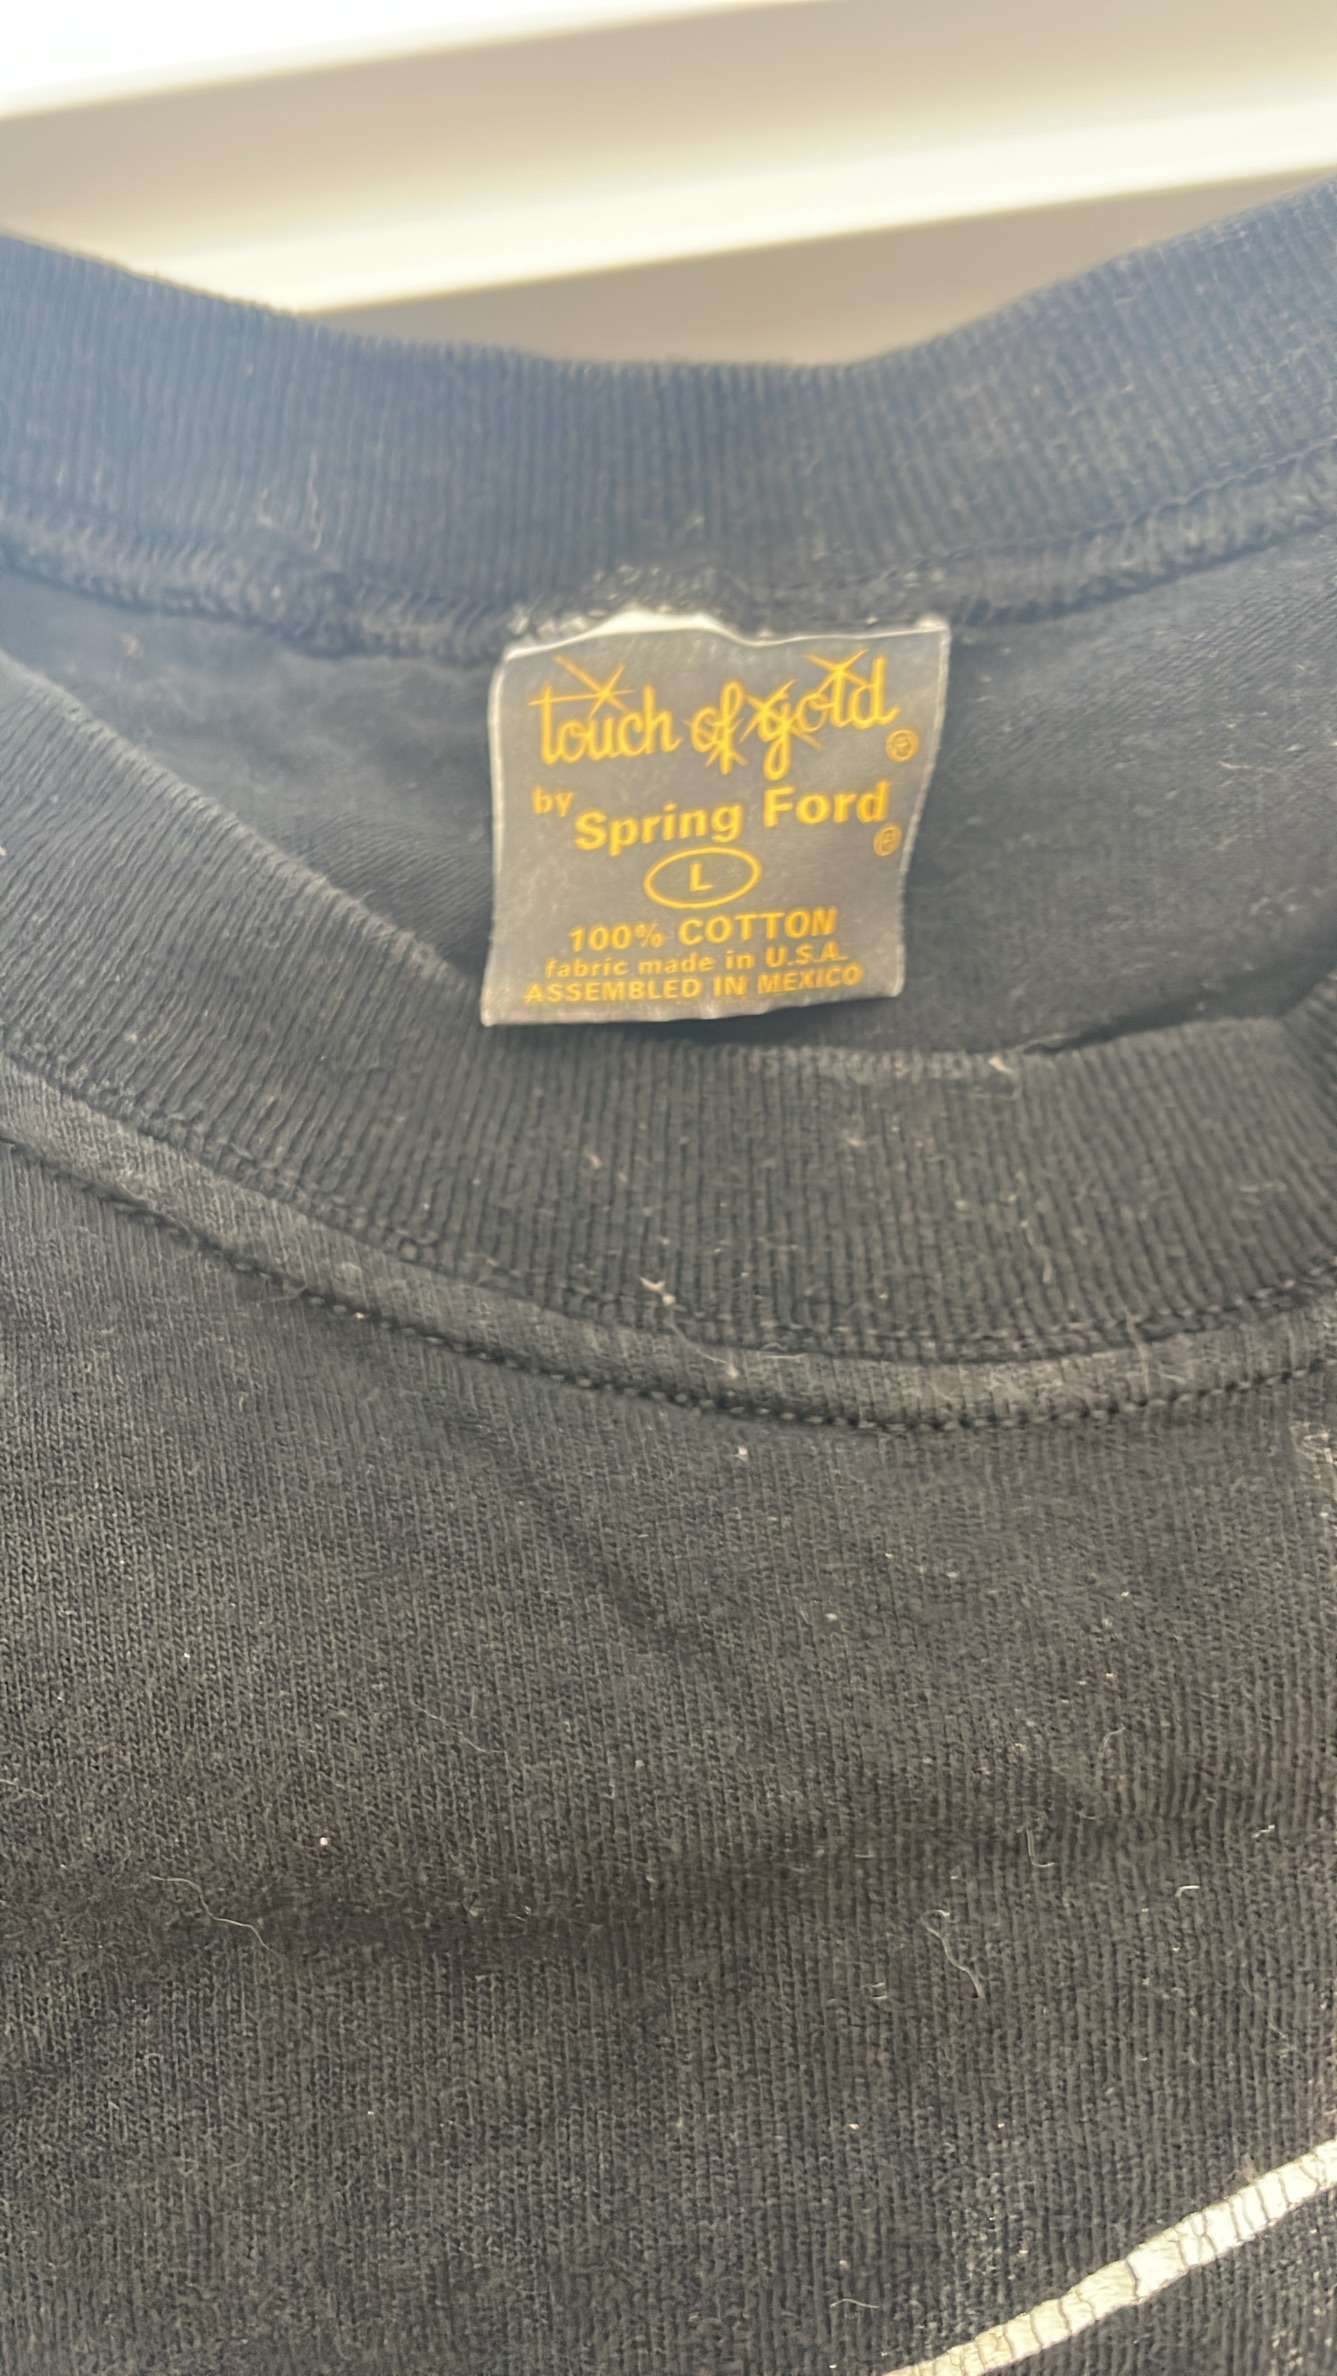 touch of gold ®
by Spring Ford ®
L
100% COTTON
fabric made in U.S.A.
ASSEMBLED IN MEXICO